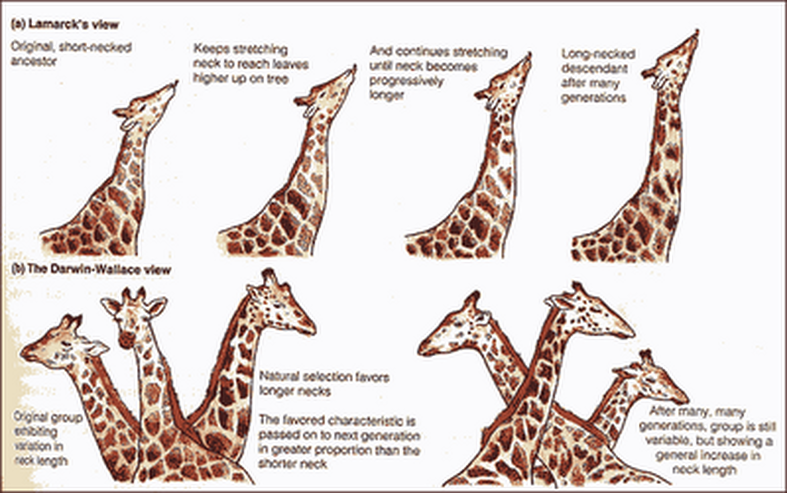 (a) Lamarck's view
Original, short-necked
ancestor
Keeps stretching
neck to reach leaves
higher up on tree
And continues stretching
until neck becomes
progressively
longer
Long-necked
descendant
after many
generations
(b) The Darwin-Wallace view
Original group
exhibiting
variation in
neck length
Natural selection favors
longer necks
The favored characteristic is
passed on to next generation
in greater proportion than the
shorter neck
After many, many
generations, group is still
variable, but showing a
general increase in
neck length